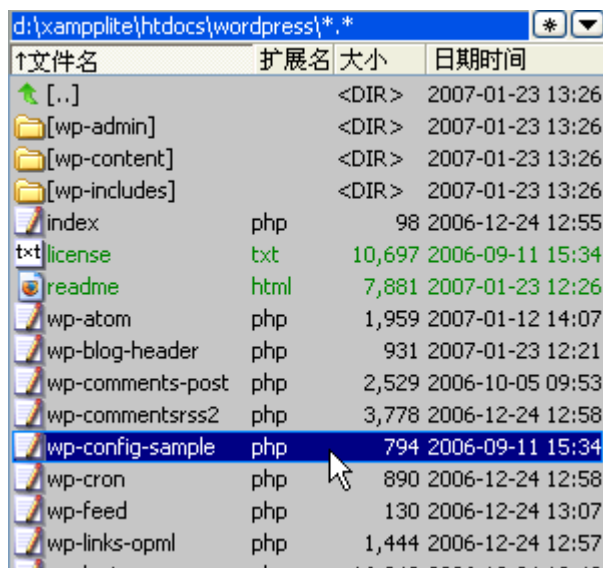 d:\xampplite\htdocs\wordpress\*.*
↑文件名 扩展名 大小 日期时间
[..] <DIR> 2007-01-23 13:26
[wp-admin] <DIR> 2007-01-23 13:26
[wp-content] <DIR> 2007-01-23 13:26
[wp-includes] <DIR> 2007-01-23 13:26
index php 98 2006-12-24 12:55
txt license txt 10,697 2006-09-11 15:34
readme html 7,881 2007-01-23 12:26
wp-atom php 1,959 2007-01-12 14:07
wp-blog-header php 931 2007-01-23 12:21
wp-comments-post php 2,529 2006-10-05 09:53
wp-commentsrss2 php 3,778 2006-12-24 12:58
wp-config-sample php 794 2006-09-11 15:34
wp-cron php 890 2006-12-24 12:58
wp-feed php 130 2006-12-24 13:07
wp-links-opml php 1,444 2006-12-24 12:57